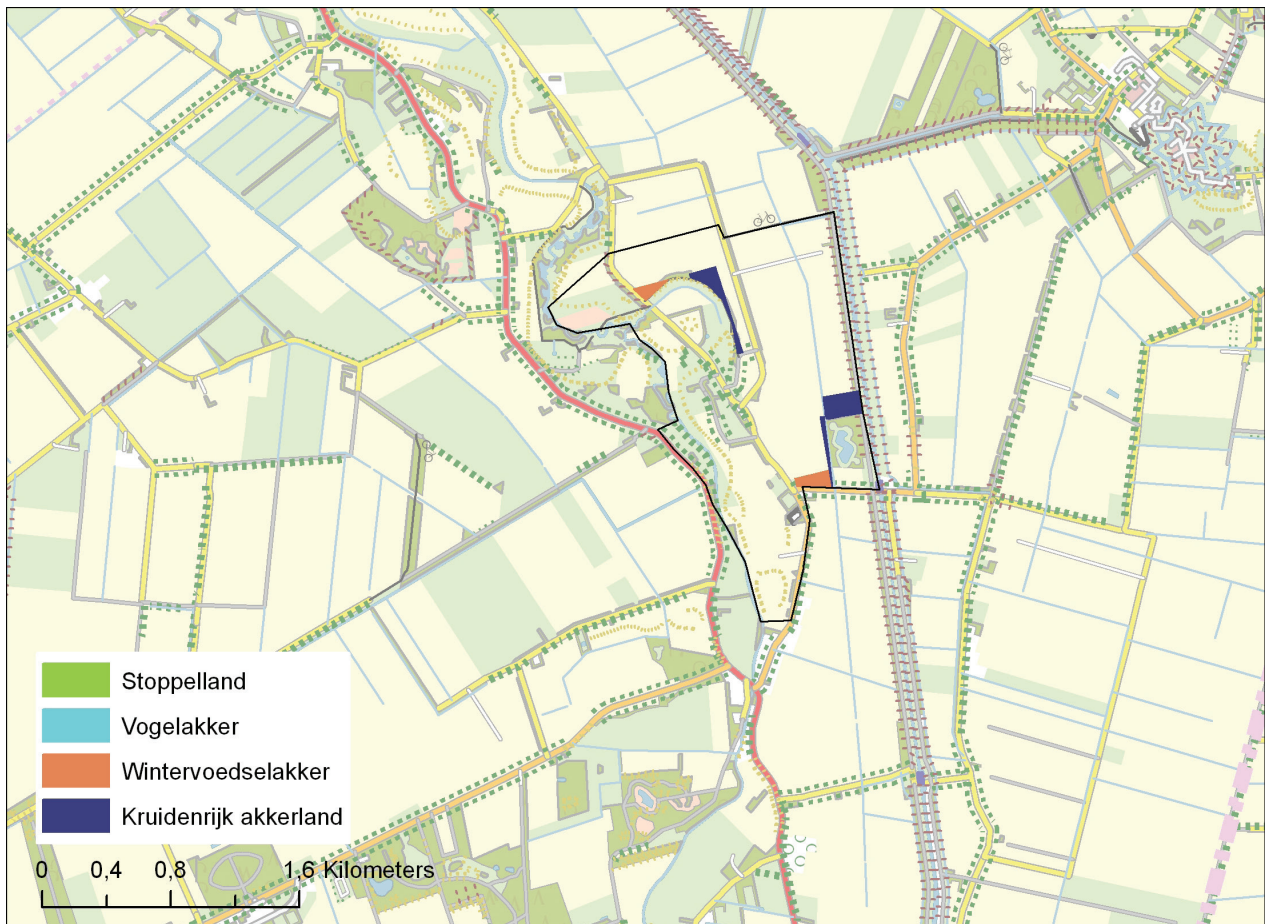 Stoppelland
Vogelakker
Wintervoedselakker
Kruidenrijk akkerland
0 0,4 0,8 1,6 Kilometers